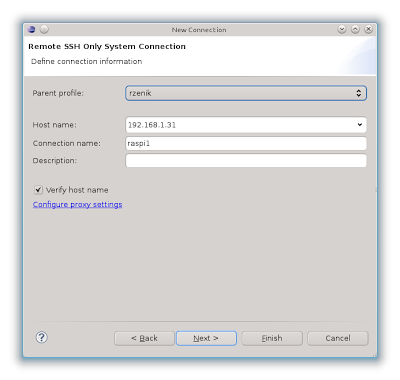 New Connection
Remote SSH Only System Connection
Define connection information
Parent profile: rzenik
Host name: 192.168.1.31
Connection name: raspi1
Description:
Verify host name
Configure proxy settings
? < Back Next > Finish Cancel